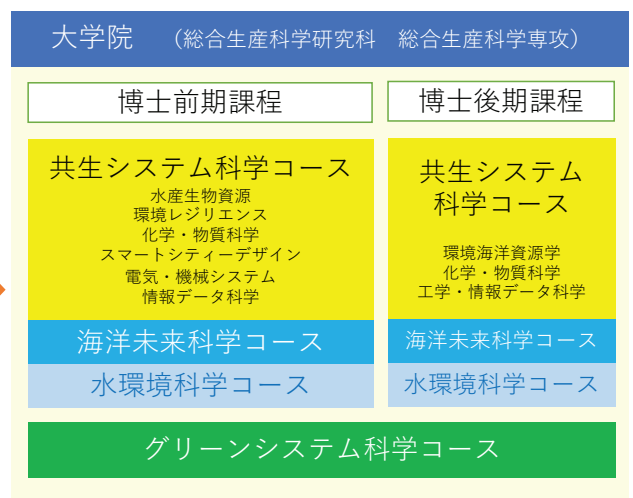 大学院 (総合生産科学研究科 総合生産科学専攻)
博士前期課程
共生システム科学コース
水産生物資源
環境レジリエンス
化学・物質科学
スマートシティーデザイン
電気・機械システム
情報データ科学
海洋未来科学コース
水環境科学コース
博士後期課程
共生システム
科学コース
環境海洋資源学
化学・物質科学
工学・情報データ科学
海洋未来科学コース
水環境科学コース
グリーンシステム科学コース